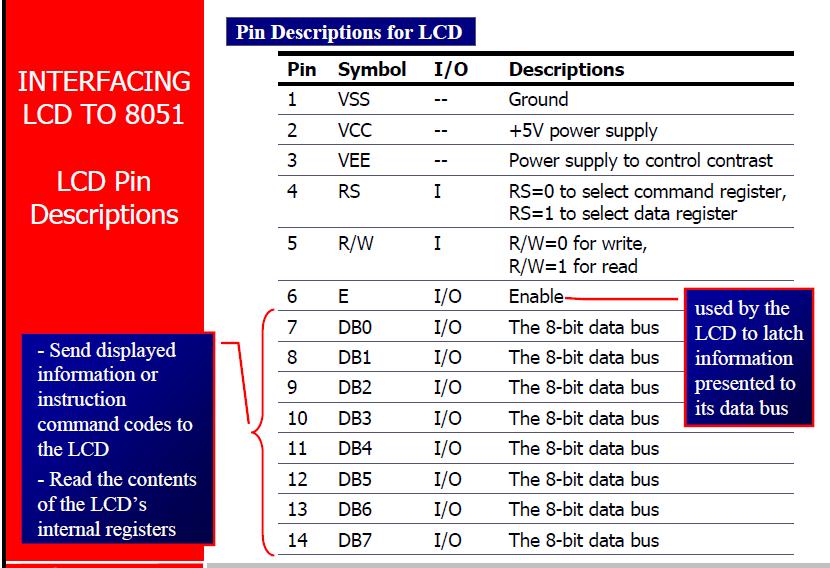 Pin Descriptions for LCD
INTERFACING
LCD TO 8051
LCD Pin
Descriptions
Pin Symbol I/O Descriptions
1 VSS -- Ground
2 VCC -- +5V power supply
3 VEE -- Power supply to control contrast
4 RS I RS=0 to select command register,
RS=1 to select data register
5 R/W I R/W=0 for write,
R/W=1 for read
6 E I/O Enable
7 DB0 I/O The 8-bit data bus
8 DB1 I/O The 8-bit data bus
9 DB2 I/O The 8-bit data bus
10 DB3 I/O The 8-bit data bus
11 DB4 I/O The 8-bit data bus
12 DB5 I/O The 8-bit data bus
13 DB6 I/O The 8-bit data bus
14 DB7 I/O The 8-bit data bus
used by the
LCD to latch
information
presented to
its data bus
- Send displayed
information or
instruction
command codes to
the LCD
- Read the contents
of the LCD’s
internal registers